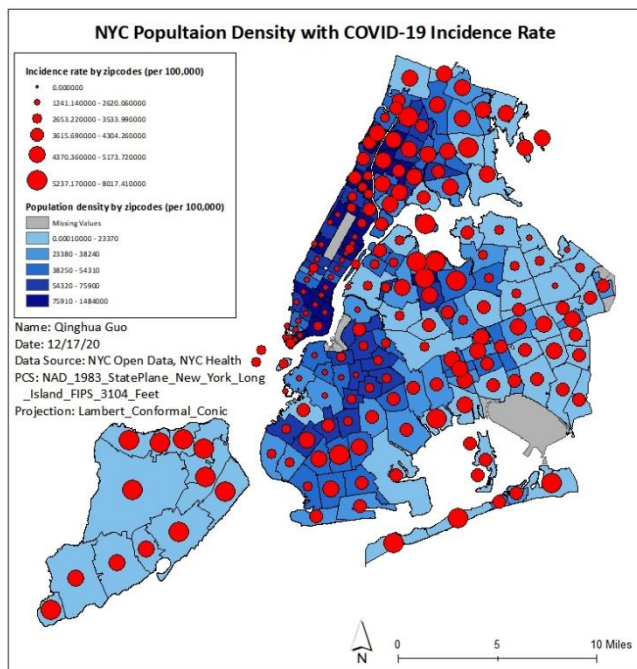 NYC Popultaion Density with COVID-19 Incidence Rate
Incidence rate by zipcodes (per 100,000)
0.000000
1241.140000 - 2620.060000
2653.220000 - 3533.990000
3615.690000 - 4304.260000
4370.360000 - 5173.720000
5237.170000 - 8017.410000
Population density by zipcodes (per 100,000)
Missing Values
0.00010000 - 23370
23380 - 38240
38250 - 54310
54320 - 75900
75910 - 1484000
Name: Qinghua Guo
Date: 12/17/20
Data Source: NYC Open Data, NYC Health
PCS: NAD_1983_StatePlane_New_York_Long
_Island_FIPS_3104_Feet
Projection: Lambert_Conformal_Conic
N
0 5 10 Miles